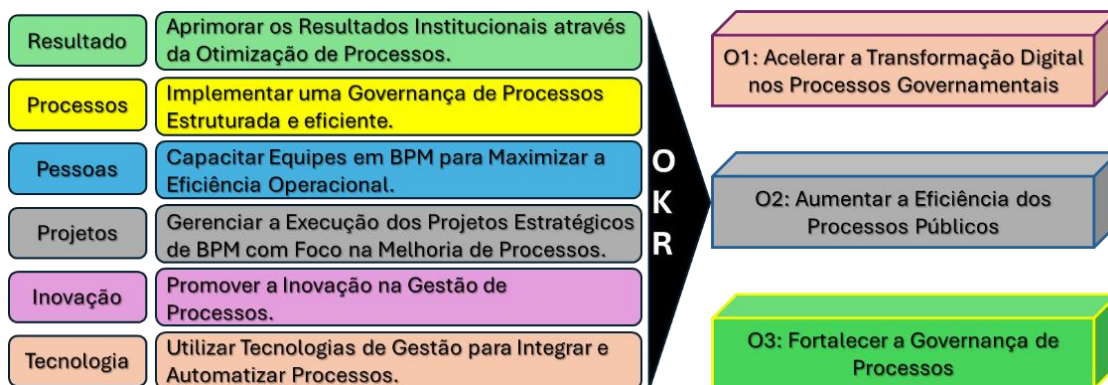 Resultado
Aprimorar os Resultados Institucionais através
da Otimização de Processos.
Processos
Implementar uma Governança de Processos
Estruturada e eficiente.
Pessoas
Capacitar Equipes em BPM para Maximizar a
Eficiência Operacional.
Projetos
Gerenciar a Execução dos Projetos Estratégicos
de BPM com Foco na Melhoria de Processos.
Inovação
Promover a Inovação na Gestão de
Processos.
Tecnologia
Utilizar Tecnologias de Gestão para Integrar e
Automatizar Processos.
O
K
R
O1: Acelerar a Transformação Digital
nos Processos Governamentais
O2: Aumentar a Eficiência dos
Processos Públicos
O3: Fortalecer a Governança de
Processos